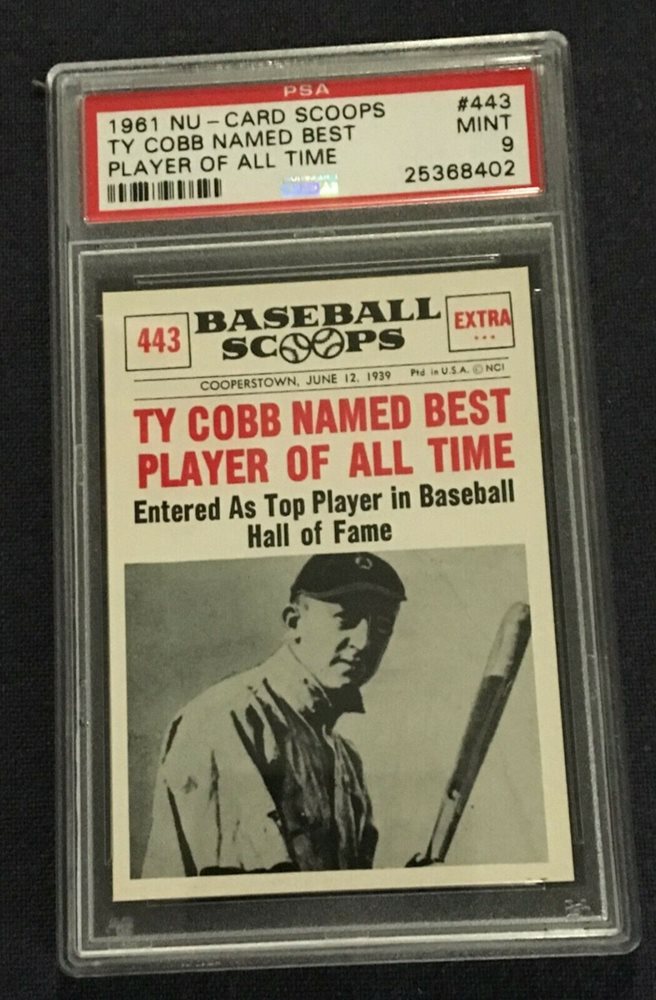 PSA
1961 NU-CARD SCOOPS #443
TY COBB NAMED BEST MINT
PLAYER OF ALL TIME 9
25368402
443 BASEBALL SCOOPS EXTRA
COOPERSTOWN, JUNE 12, 1939 Ptd in U.S.A. © NCI
TY COBB NAMED BEST
PLAYER OF ALL TIME
Entered As Top Player in Baseball
Hall of Fame